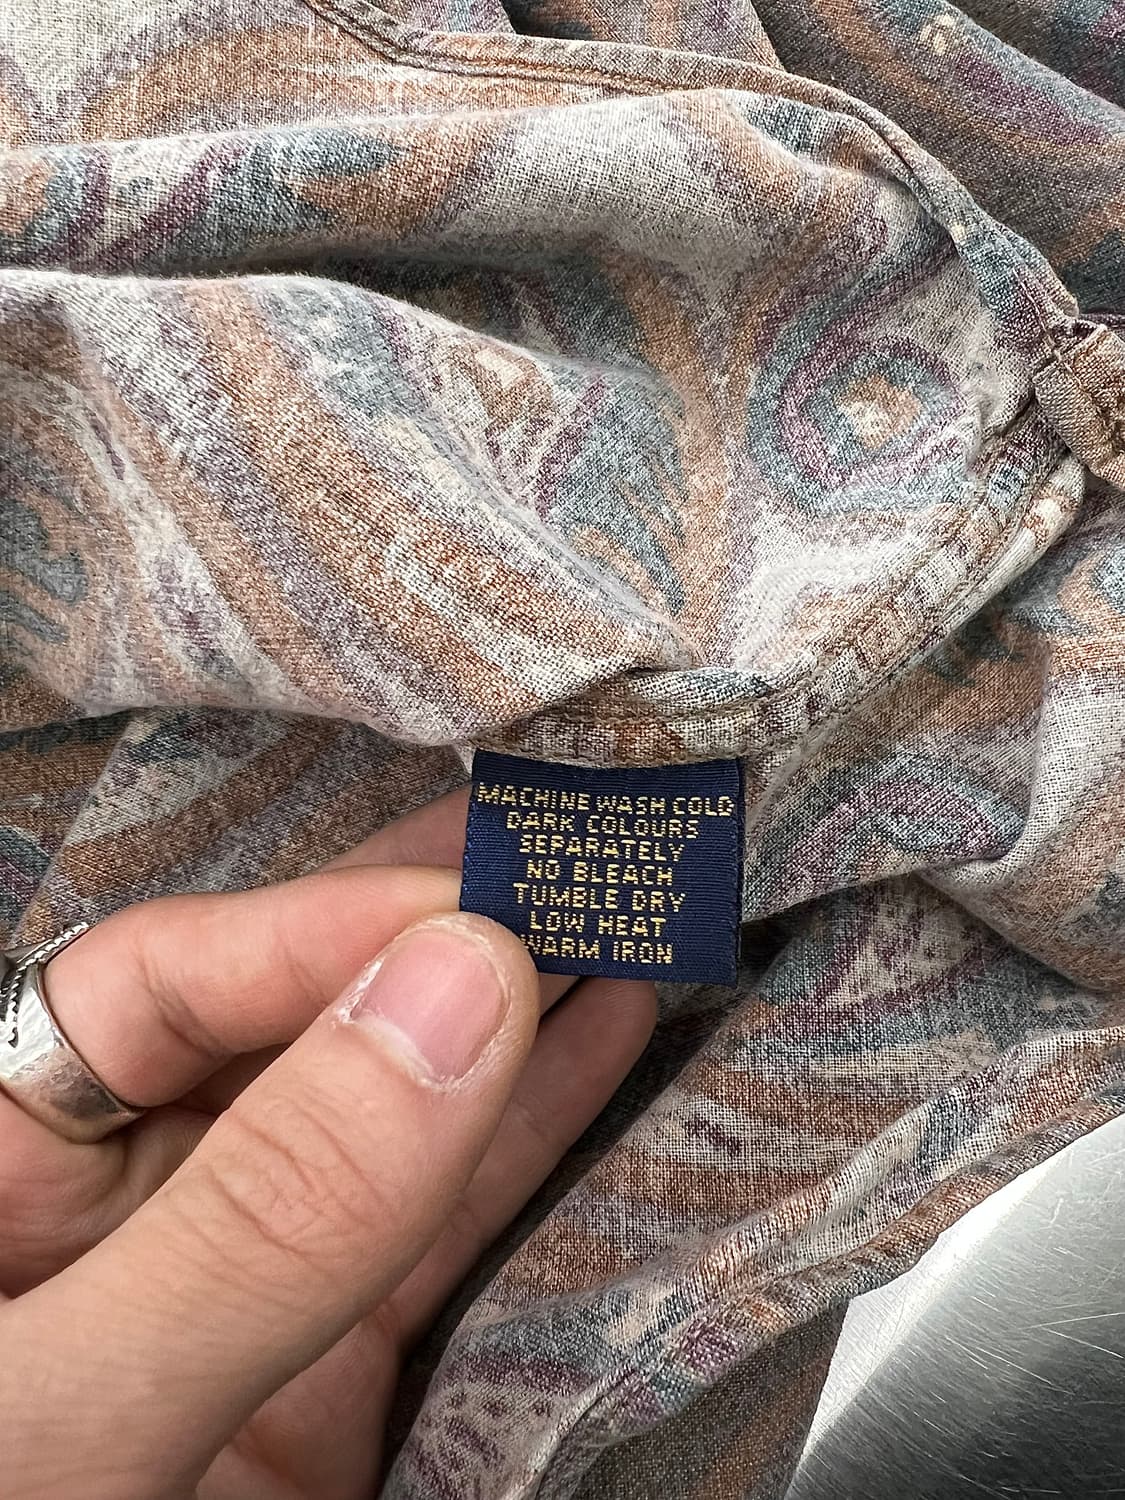 MACHINE WASH COLD
DARK COLOURS
SEPARATELY
NO BLEACH
TUMBLE DRY
LOW HEAT
WARM IRON